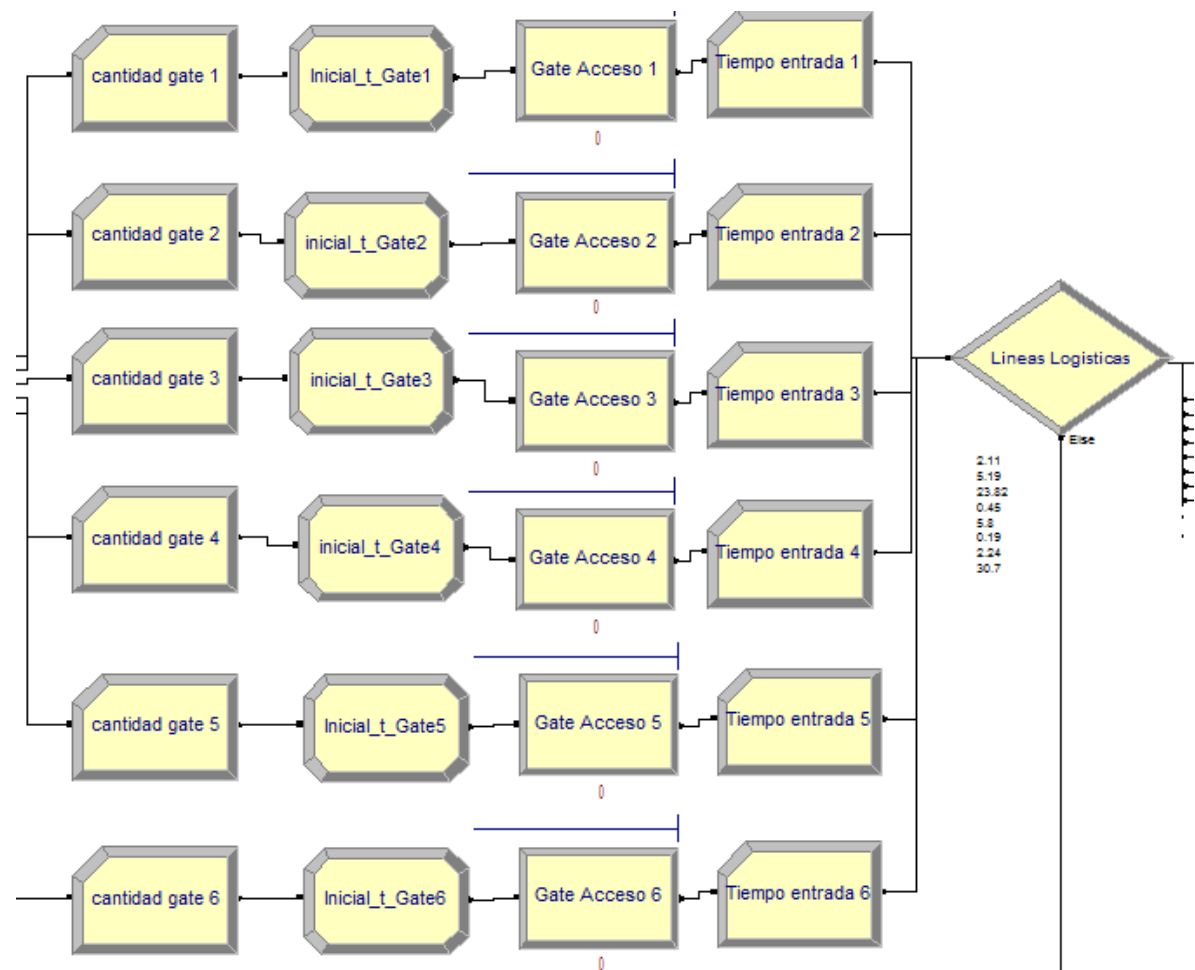 cantidad gate 1
Inicial_t_Gate1
Gate Acceso 1
Tiempo entrada 1
0
cantidad gate 2
inicial_t_Gate2
Gate Acceso 2
Tiempo entrada 2
0
cantidad gate 3
inicial_t_Gate3
Gate Acceso 3
Tiempo entrada 3
0
Lineas Logisticas
Else
2.11
5.19
23.82
0.45
5.8
0.19
2.24
30.7
cantidad gate 4
inicial_t_Gate4
Gate Acceso 4
Tiempo entrada 4
0
cantidad gate 5
Inicial_t_Gate5
Gate Acceso 5
Tiempo entrada 5
0
cantidad gate 6
Inicial_t_Gate6
Gate Acceso 6
Tiempo entrada 6
0